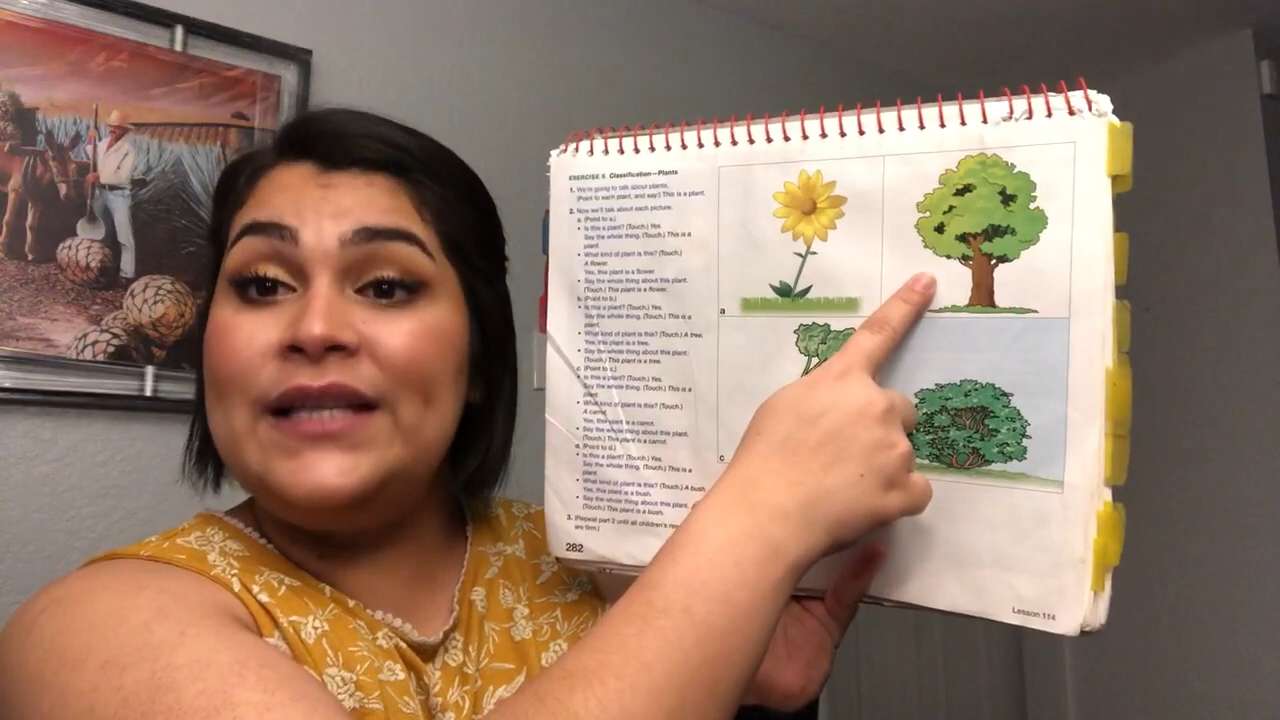 EXERCISE 6 Classification—Plants
1. We're going to talk about plants.
(Point to each plant, and say:) This is a plant.
2. Now we'll talk about each picture.
a. (Point to a.)
• Is this a plant? (Touch.) Yes.
Say the whole thing. (Touch.) This is a
plant.
• What kind of plant is this? (Touch.)
A flower.
Yes, this plant is a flower.
• Say the whole thing about this plant.
(Touch.) This plant is a flower.
b. (Point to b.)
• Is this a plant? (Touch.) Yes.
Say the whole thing. (Touch.) This is a
plant.
• What kind of plant is this? (Touch.) A tree.
Yes, this plant is a tree.
• Say the whole thing about this plant.
(Touch.) This plant is a tree.
c. (Point to c.)
• Is this a plant? (Touch.) Yes.
Say the whole thing. (Touch.) This is a
plant.
• What kind of plant is this? (Touch.)
A carrot.
Yes, this plant is a carrot.
• Say the whole thing about this plant.
(Touch.) This plant is a carrot.
d. (Point to d.)
• Is this a plant? (Touch.) Yes.
Say the whole thing. (Touch.) This is a
plant.
• What kind of plant is this? (Touch.) A bush.
Yes, this plant is a bush.
• Say the whole thing about this plant.
(Touch.) This plant is a bush.
3. (Repeat part 2 until all children's
are firm.)
a
c
282
Lesson 114